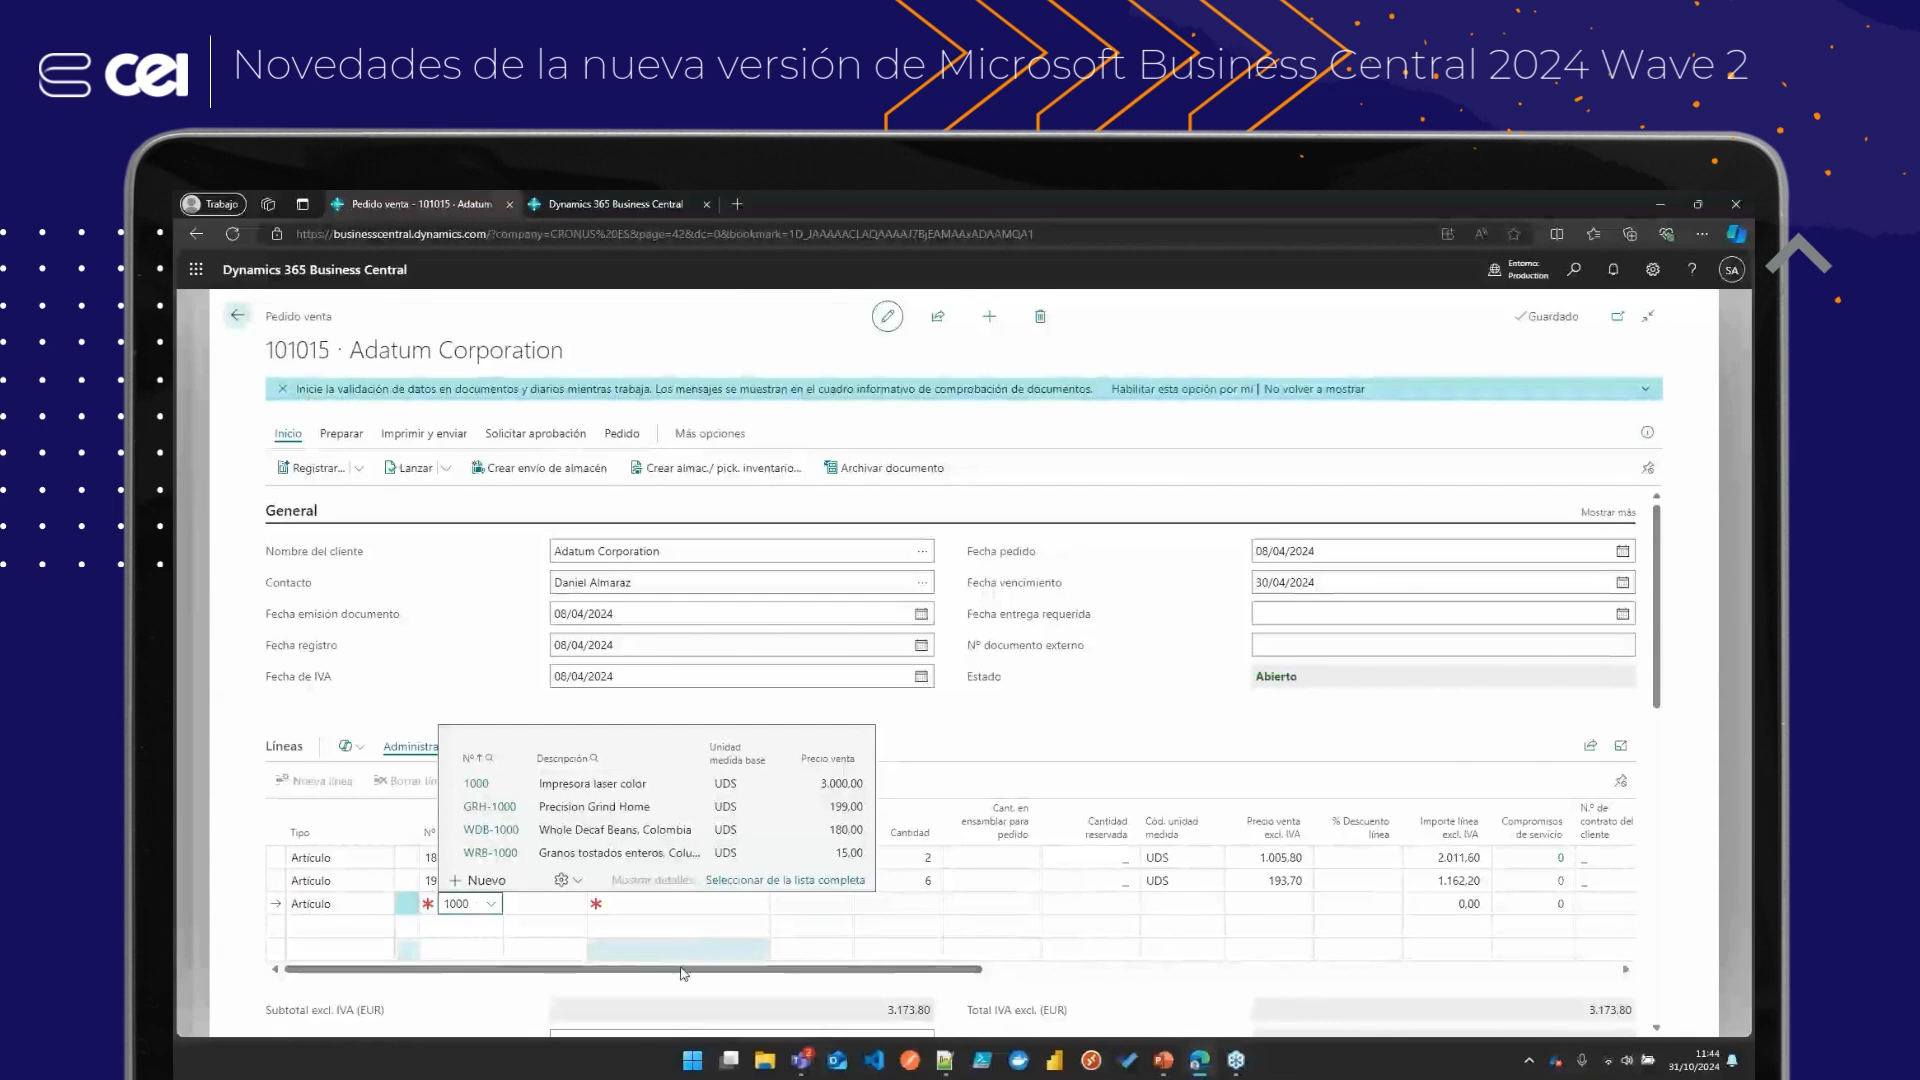 cei
Novedades de la nueva versión de Microsoft Business Central 2024 Wave 2
Trabajo
Pedido venta - 101015 · Adatum
Dynamics 365 Business Central
Dynamics 365 Business Central
Entorno:
Production
SA
Pedido venta
Guardado
101015 · Adatum Corporation
Inicie la validación de datos en documentos y diarios mientras trabaja. Los mensajes se muestran en el cuadro informativo de comprobación de documentos. Habilitar esta opción por mí | No volver a mostrar
Inicio Preparar Imprimir y enviar Solicitar aprobación Pedido Más opciones
Registrar... Lanzar Crear envío de almacén Crear almac./ pick. inventario... Archivar documento
General
Mostrar más
Nombre del cliente Adatum Corporation ... Fecha pedido 08/04/2024
Contacto Daniel Almaraz ... Fecha vencimiento 30/04/2024
Fecha emisión documento 08/04/2024 Fecha entrega requerida
Fecha registro 08/04/2024 Nº documento externo
Fecha de IVA 08/04/2024 Estado Abierto
Líneas Administra
Nueva línea Borrar lín
Nº ↑ Descripción Unidad medida base Precio venta
1000 Impresora laser color UDS 3.000,00
GRH-1000 Precision Grind Home UDS 199,00
WDB-1000 Whole Decaf Beans, Colombia UDS 180,00
WRB-1000 Granos tostados enteros, Colu... UDS 15,00
+ Nuevo Mostrar detalles Seleccionar de la lista completa
Tipo Nº Cantidad Cant. en ensamblar para pedido Cantidad reservada Cód. unidad medida Precio venta excl. IVA % Descuento línea Importe línea excl. IVA Compromisos de servicio N.º de contrato del cliente
Artículo 18 2 _ UDS 1.005,80 2.011,60 0 _
Artículo 19 6 _ UDS 193,70 1.162,20 0 _
→ Artículo * 1000 * 0,00 0
Subtotal excl. IVA (EUR) 3.173,80 Total IVA excl. (EUR) 3.173,80
2
11:44
31/10/2024